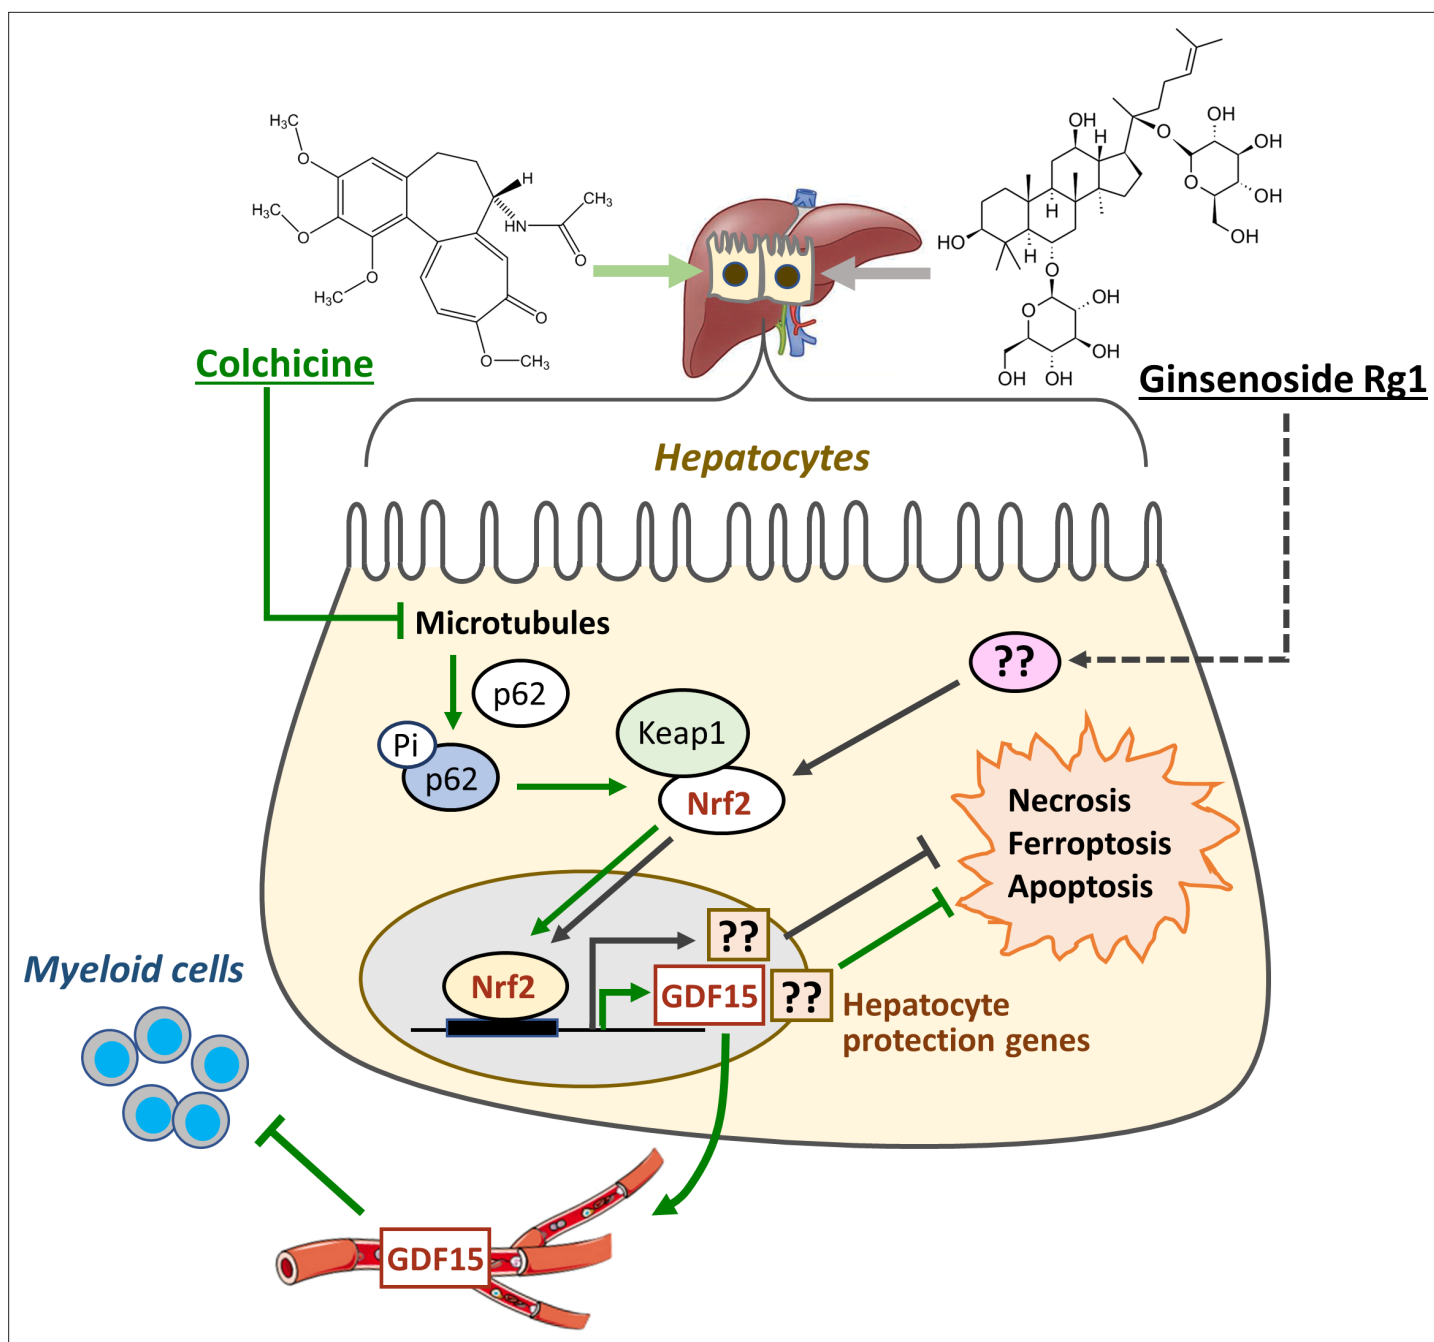 H₃C
O
H₃C
O
O
H₃C
H
HN
CH₃
O
O
O
CH₃
OH
H
O
OH
OH
O
OH
OH
H
HO
H
O
O
OH
OH
OH
OH
Colchicine
Ginsenoside Rg1
Hepatocytes
Microtubules
p62
Pi
p62
Keap1
Nrf2
??
Necrosis
Ferroptosis
Apoptosis
Nrf2
??
GDF15
??
Hepatocyte
protection genes
Myeloid cells
GDF15